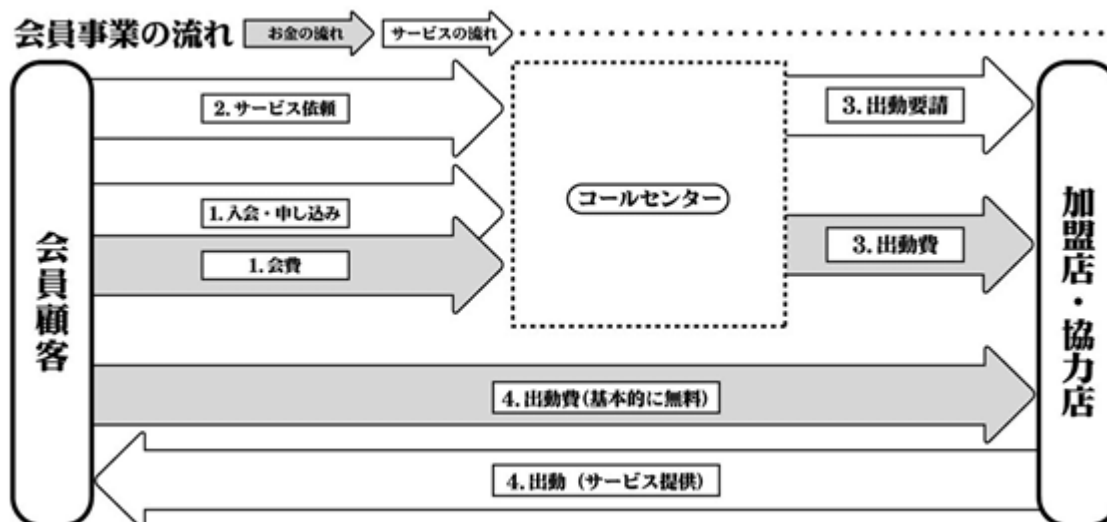 会員事業の流れ
お金の流れ
サービスの流れ
会員顧客
2.サービス依頼
1.入会・申し込み
1.会費
コールセンター
3.出動要請
3.出動費
4.出動費(基本的に無料)
4.出動（サービス提供）
加盟店・協力店